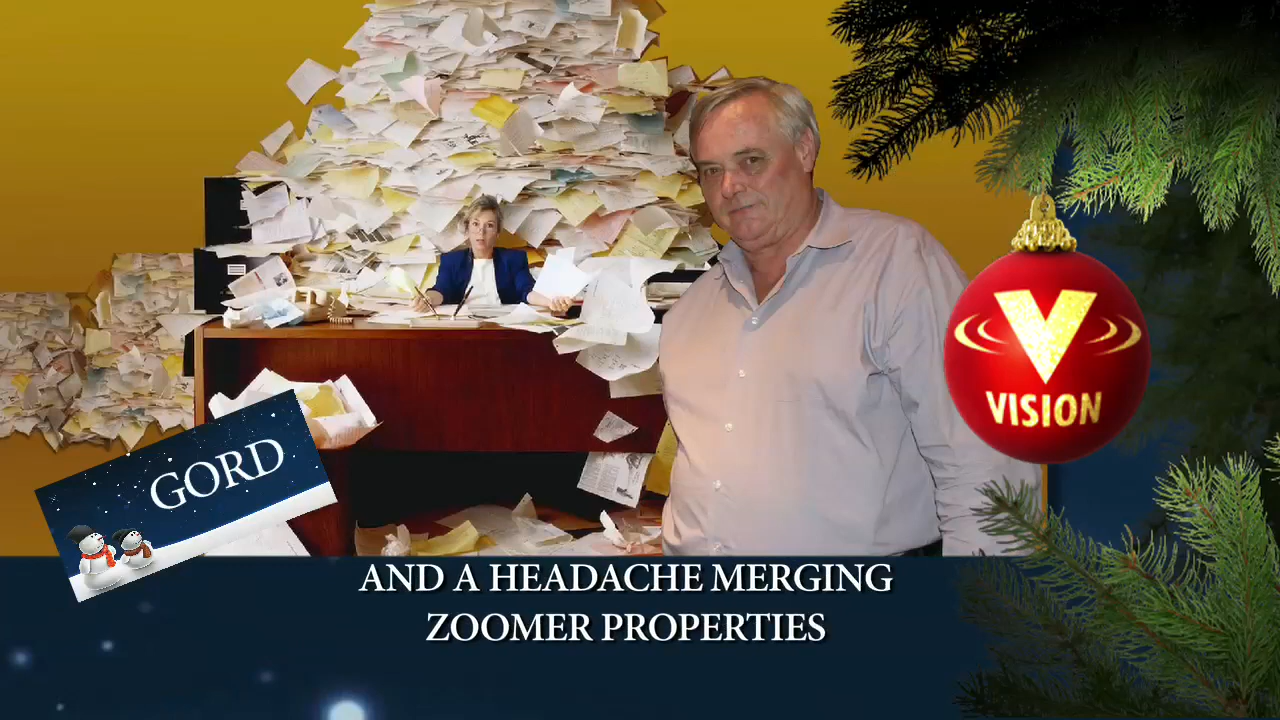 V
VISION
GORD
AND A HEADACHE MERGING
ZOOMER PROPERTIES